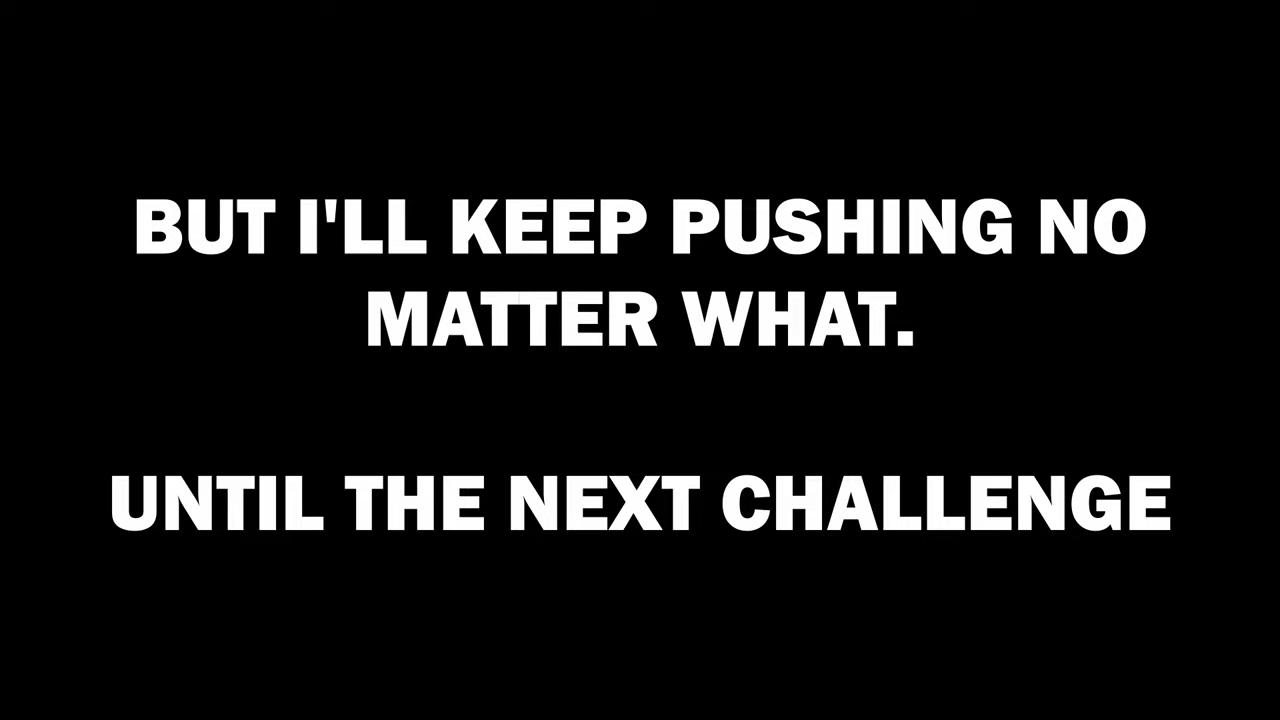 BUT I'LL KEEP PUSHING NO
MATTER WHAT.
UNTIL THE NEXT CHALLENGE